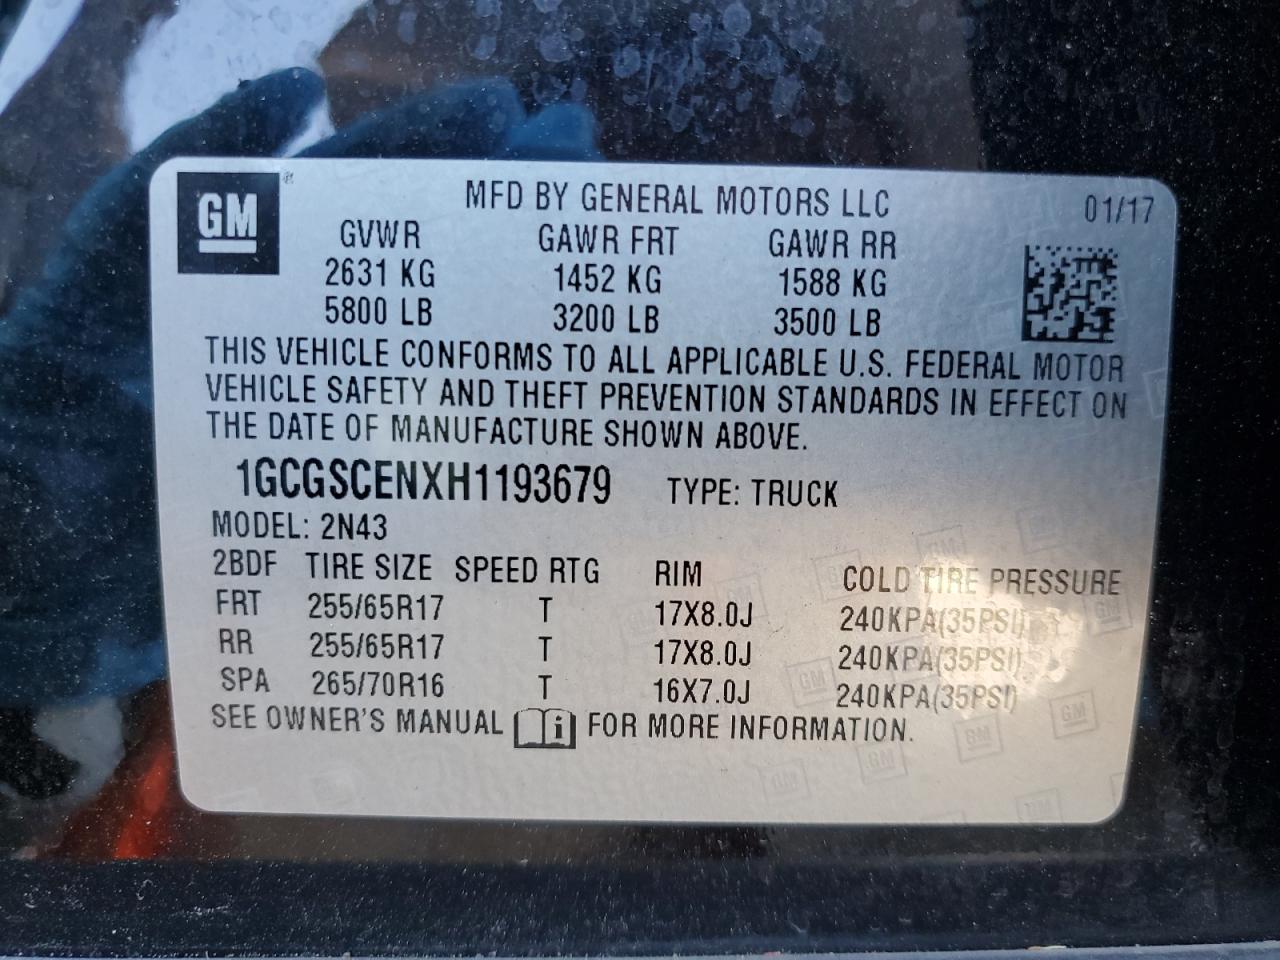 GM®
MFD BY GENERAL MOTORS LLC 01/17
GVWR GAWR FRT GAWR RR
2631 KG 1452 KG 1588 KG
5800 LB 3200 LB 3500 LB
THIS VEHICLE CONFORMS TO ALL APPLICABLE U.S. FEDERAL MOTOR
VEHICLE SAFETY AND THEFT PREVENTION STANDARDS IN EFFECT ON
THE DATE OF MANUFACTURE SHOWN ABOVE.
1GCGSCENXH1193679 TYPE: TRUCK
MODEL: 2N43
2BDF TIRE SIZE SPEED RTG RIM COLD TIRE PRESSURE
FRT 255/65R17 T 17X8.0J 240KPA(35PSI)
RR 255/65R17 T 17X8.0J 240KPA(35PSI)
SPA 265/70R16 T 16X7.0J 240KPA(35PSI)
SEE OWNER'S MANUAL i FOR MORE INFORMATION.